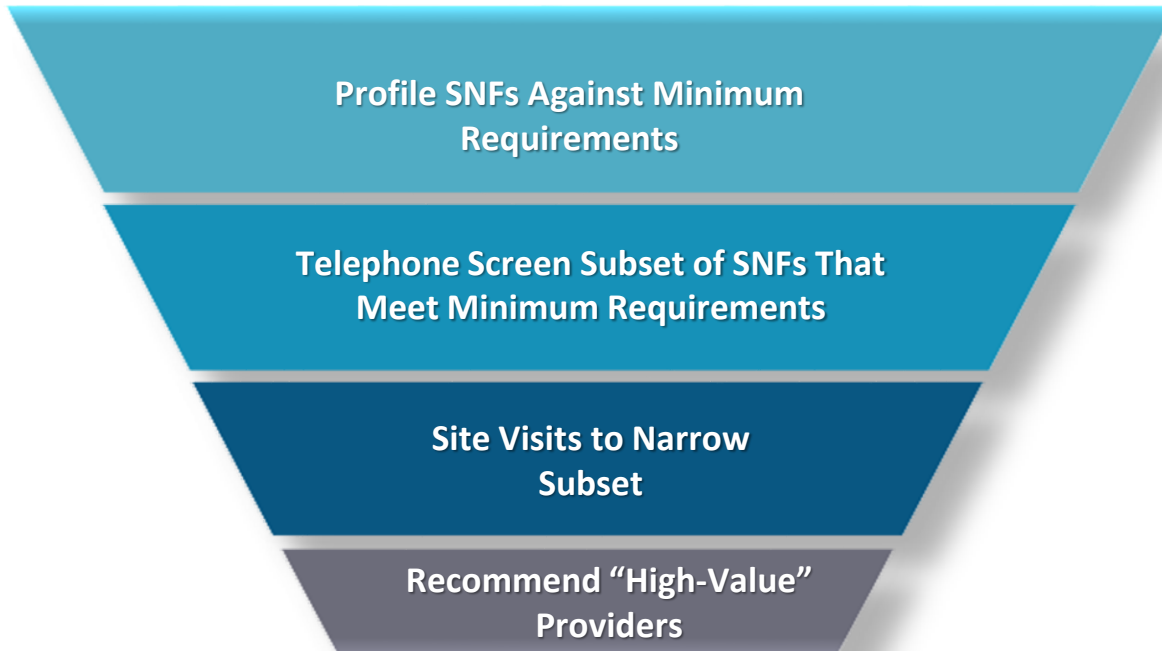 Profile SNFs Against Minimum
Requirements
Telephone Screen Subset of SNFs That
Meet Minimum Requirements
Site Visits to Narrow
Subset
Recommend “High-Value”
Providers